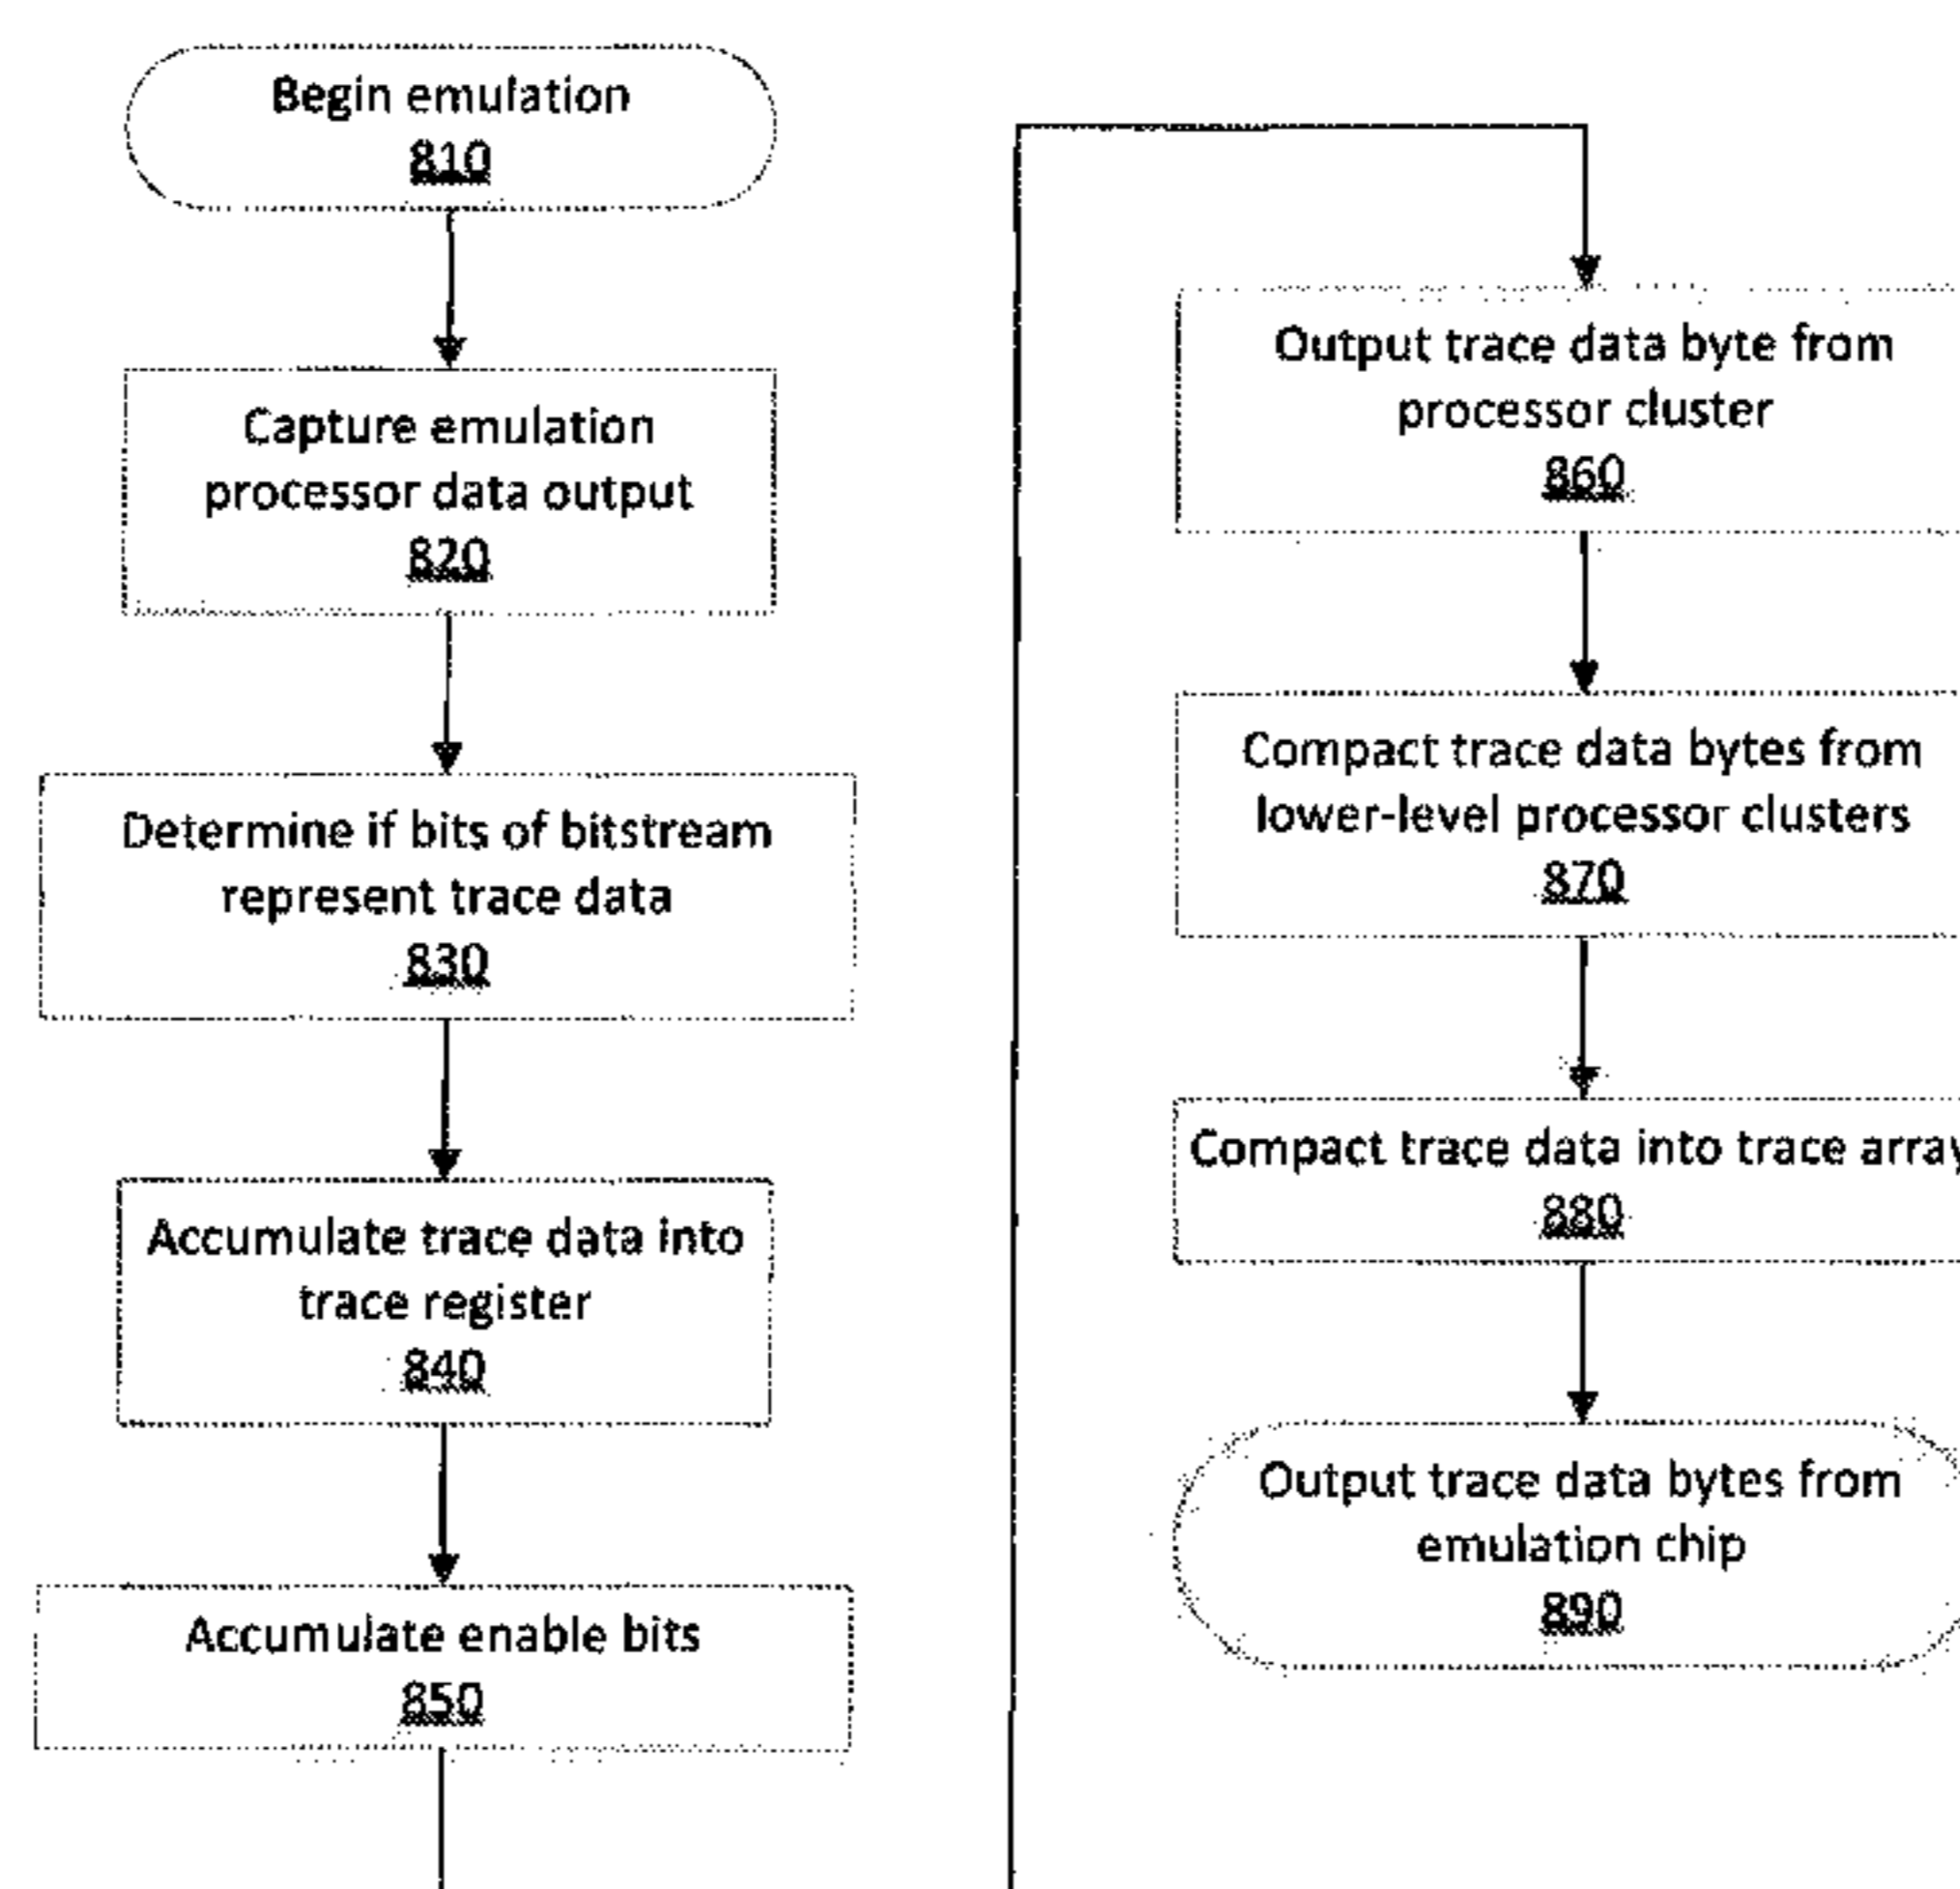 Begin emulation
810
Capture emulation
processor data output
820
Determine if bits of bitstream
represent trace data
830
Accumulate trace data into
trace register
840
Accumulate enable bits
850
Output trace data byte from
processor cluster
860
Compact trace data bytes from
lower-level processor clusters
870
Compact trace data into trace array
880
Output trace data bytes from
emulation chip
890